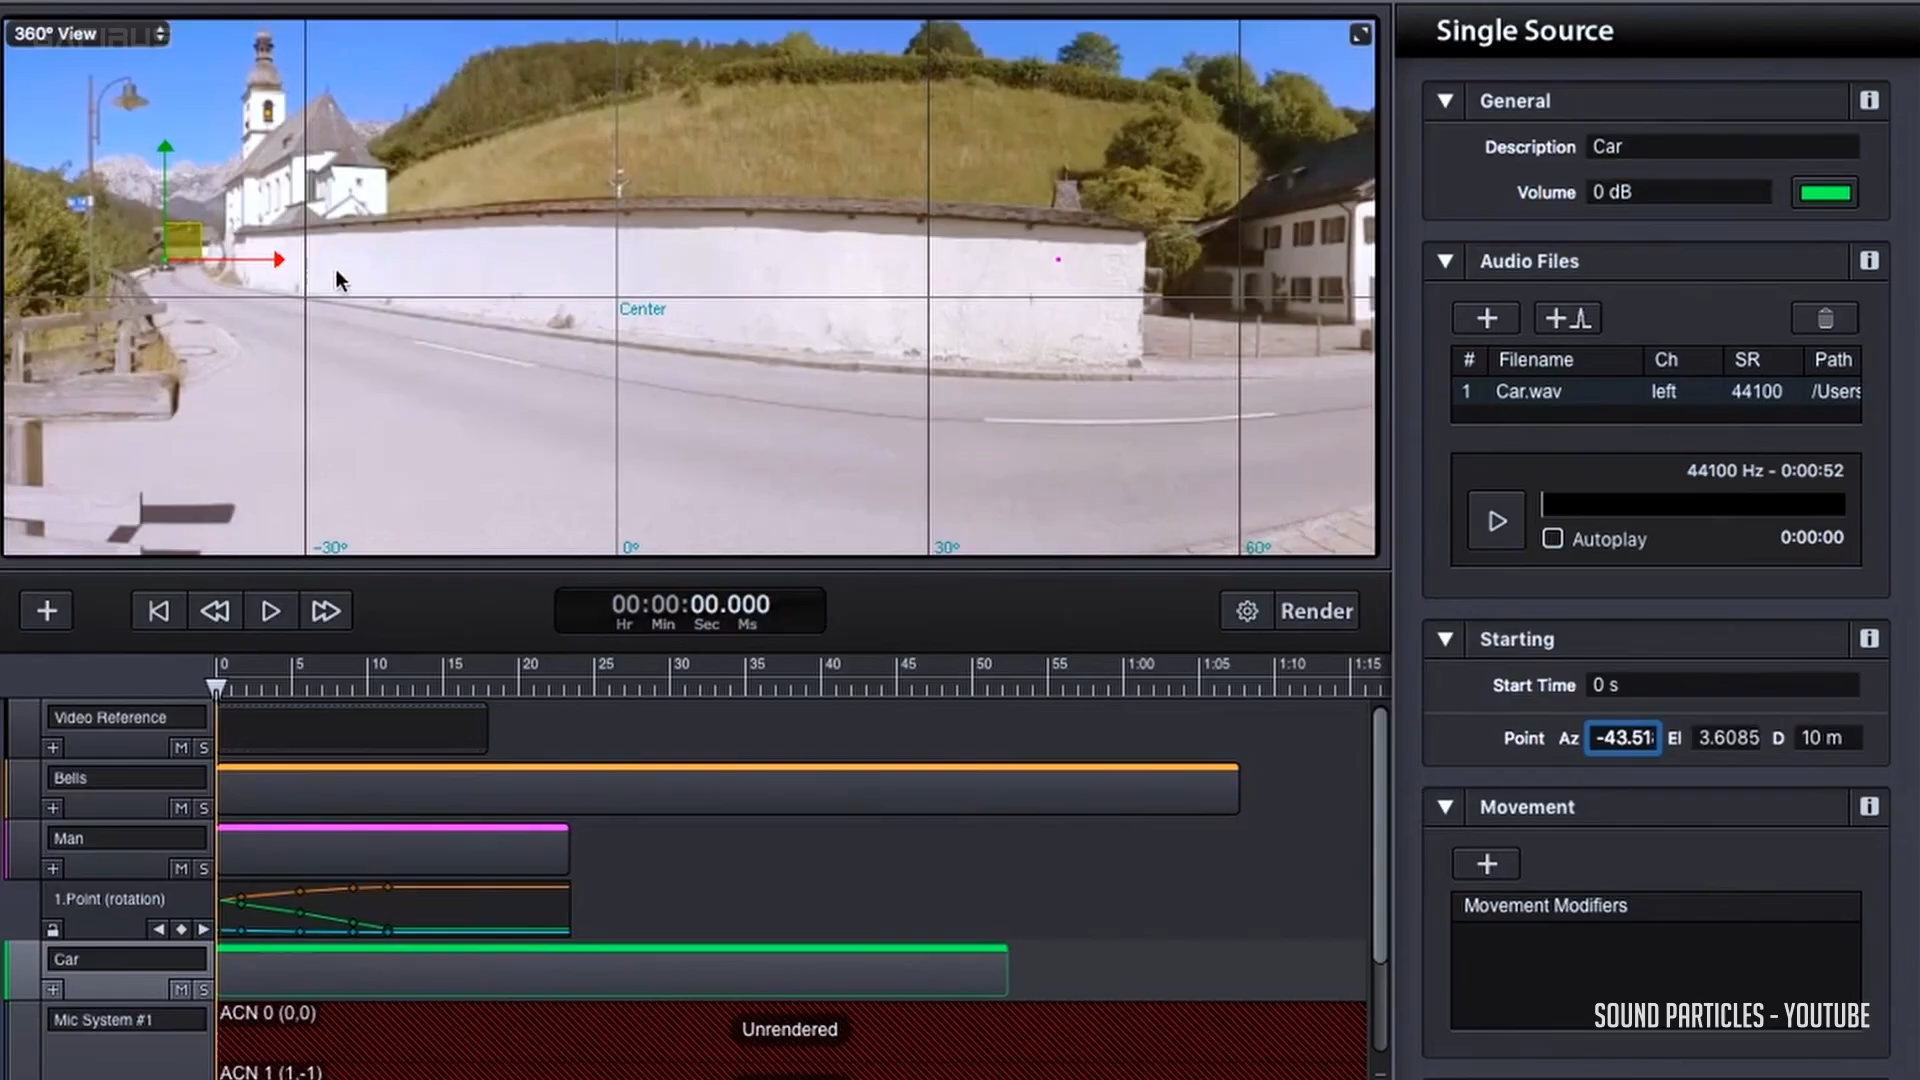 360° View
Center
-30°
0°
30°
60°
00:00:00.000
Hr Min Sec Ms
Render
0 5 10 15 20 25 30 35 40 45 50 55 1:00 1:05 1:10 1:15
Video Reference
M S
Bells
M S
Man
M S
1.Point (rotation)
Car
M S
Mic System #1
ACN 0 (0,0)
Unrendered
ACN 1 (1,-1)
Single Source
General
Description Car
Volume 0 dB
Audio Files
# Filename Ch SR Path
1 Car.wav left 44100 /Users
44100 Hz - 0:00:52
Autoplay 0:00:00
Starting
Start Time 0 s
Point Az -43.51 El 3.6085 D 10 m
Movement
Movement Modifiers
SOUND PARTICLES - YOUTUBE